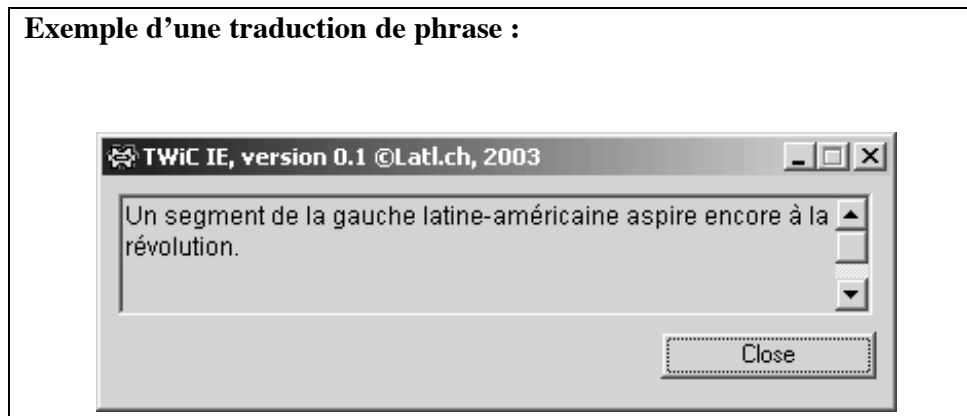 Exemple d’une traduction de phrase :
TWiC IE, version 0.1 ©Latl.ch, 2003
Un segment de la gauche latine-américaine aspire encore à la
révolution.
Close